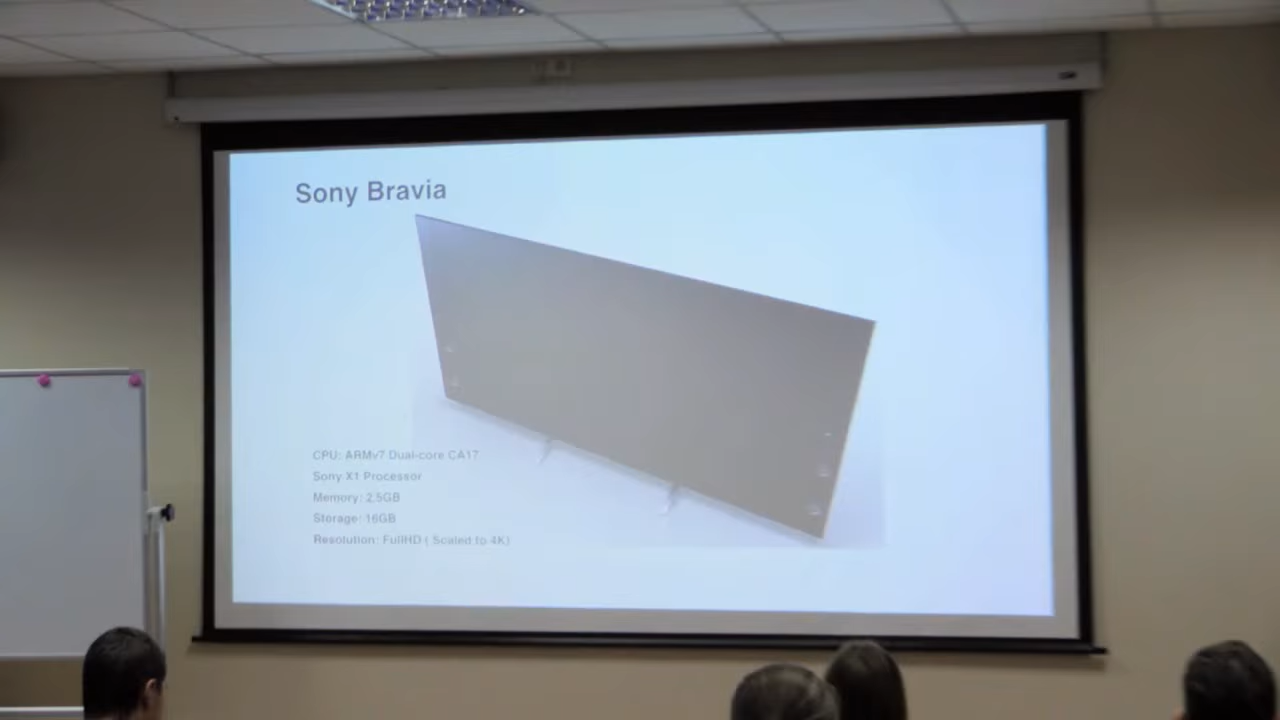 Sony Bravia
CPU: ARMv7 Dual-core CA17
Sony X1 Processor
Memory: 2.5GB
Storage: 16GB
Resolution: FullHD ( Scaled to 4K)